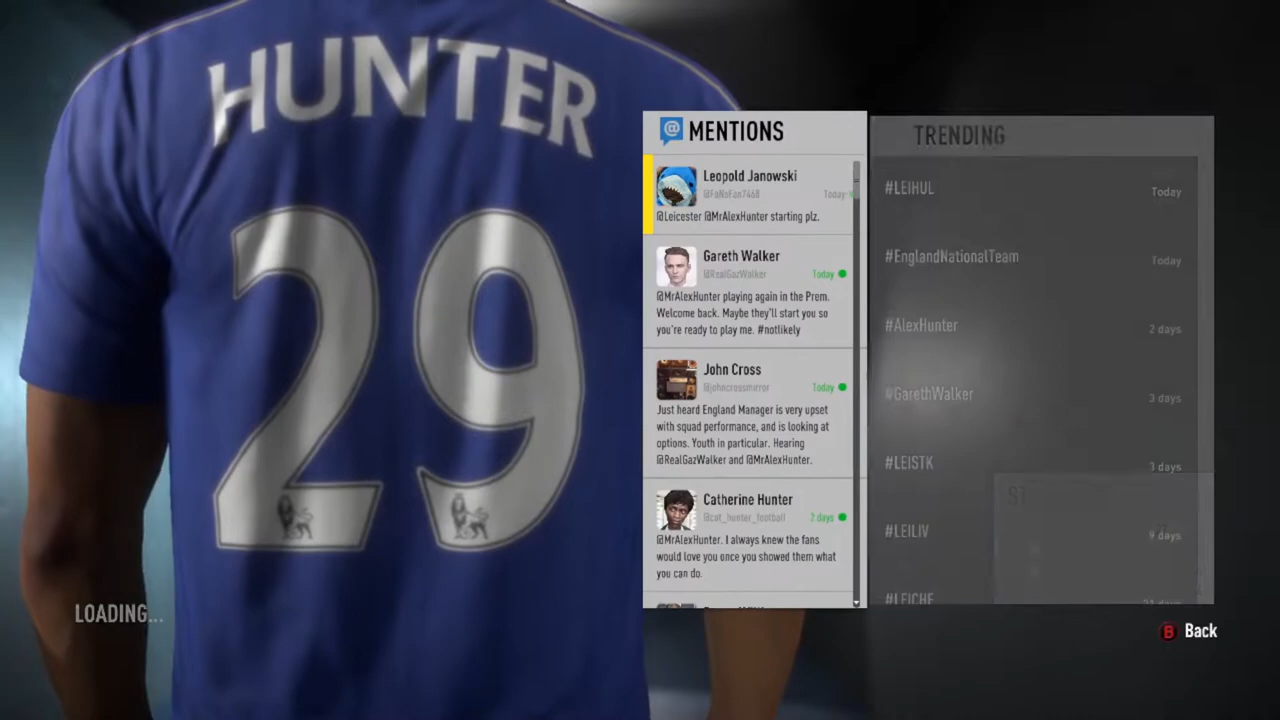 HUNTER
29
@ MENTIONS
Leopold Janowski
@FaNsFan7468
Today
@Leicester @MrAlexHunter starting plz.
Gareth Walker
@RealGazWalker
Today
@MrAlexHunter playing again in the Prem.
Welcome back. Maybe they'll start you so
you're ready to play me. #notlikely
John Cross
@johncrossmirror
Today
Just heard England Manager is very upset
with squad performance, and is looking at
options. Youth in particular. Hearing
@RealGazWalker and @MrAlexHunter.
Catherine Hunter
@cat_hunter_football
2 days
@MrAlexHunter. I always knew the fans
would love you once you showed them what
you can do.
TRENDING
#LEIHUL
Today
#EnglandNationalTeam
Today
#AlexHunter
2 days
#GarethWalker
3 days
#LEISTK
3 days
ST
#LEILIV
9 days
#LEICHE
LOADING...
B Back